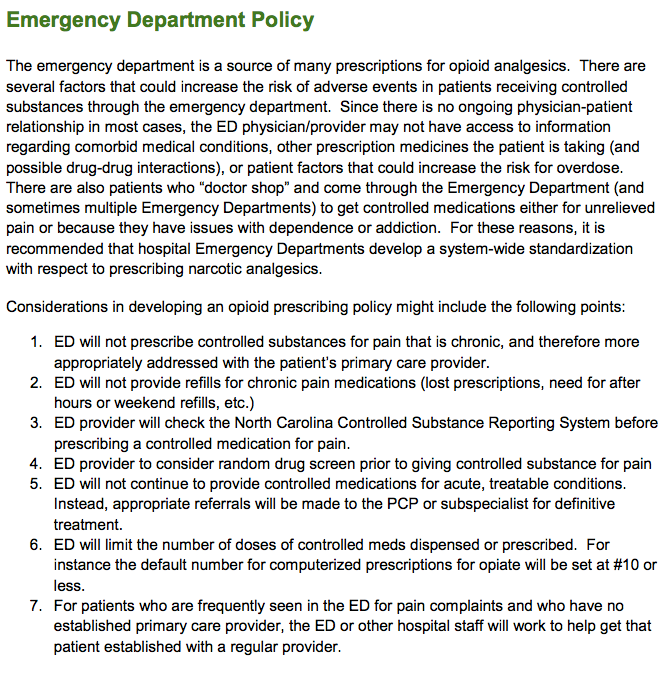 Emergency Department Policy
The emergency department is a source of many prescriptions for opioid analgesics.  There are
several factors that could increase the risk of adverse events in patients receiving controlled
substances through the emergency department.  Since there is no ongoing physician-patient
relationship in most cases, the ED physician/provider may not have access to information
regarding comorbid medical conditions, other prescription medicines the patient is taking (and
possible drug-drug interactions), or patient factors that could increase the risk for overdose.
There are also patients who “doctor shop” and come through the Emergency Department (and
sometimes multiple Emergency Departments) to get controlled medications either for unrelieved
pain or because they have issues with dependence or addiction.  For these reasons, it is
recommended that hospital Emergency Departments develop a system-wide standardization
with respect to prescribing narcotic analgesics.
Considerations in developing an opioid prescribing policy might include the following points:
1. ED will not prescribe controlled substances for pain that is chronic, and therefore more
appropriately addressed with the patient's primary care provider.
2. ED will not provide refills for chronic pain medications (lost prescriptions, need for after
hours or weekend refills, etc.)
3. ED provider will check the North Carolina Controlled Substance Reporting System before
prescribing a controlled medication for pain.
4. ED provider to consider random drug screen prior to giving controlled substance for pain
5. ED will not continue to provide controlled medications for acute, treatable conditions.
Instead, appropriate referrals will be made to the PCP or subspecialist for definitive
treatment.
6. ED will limit the number of doses of controlled meds dispensed or prescribed.  For
instance the default number for computerized prescriptions for opiate will be set at #10 or
less.
7. For patients who are frequently seen in the ED for pain complaints and who have no
established primary care provider, the ED or other hospital staff will work to help get that
patient established with a regular provider.